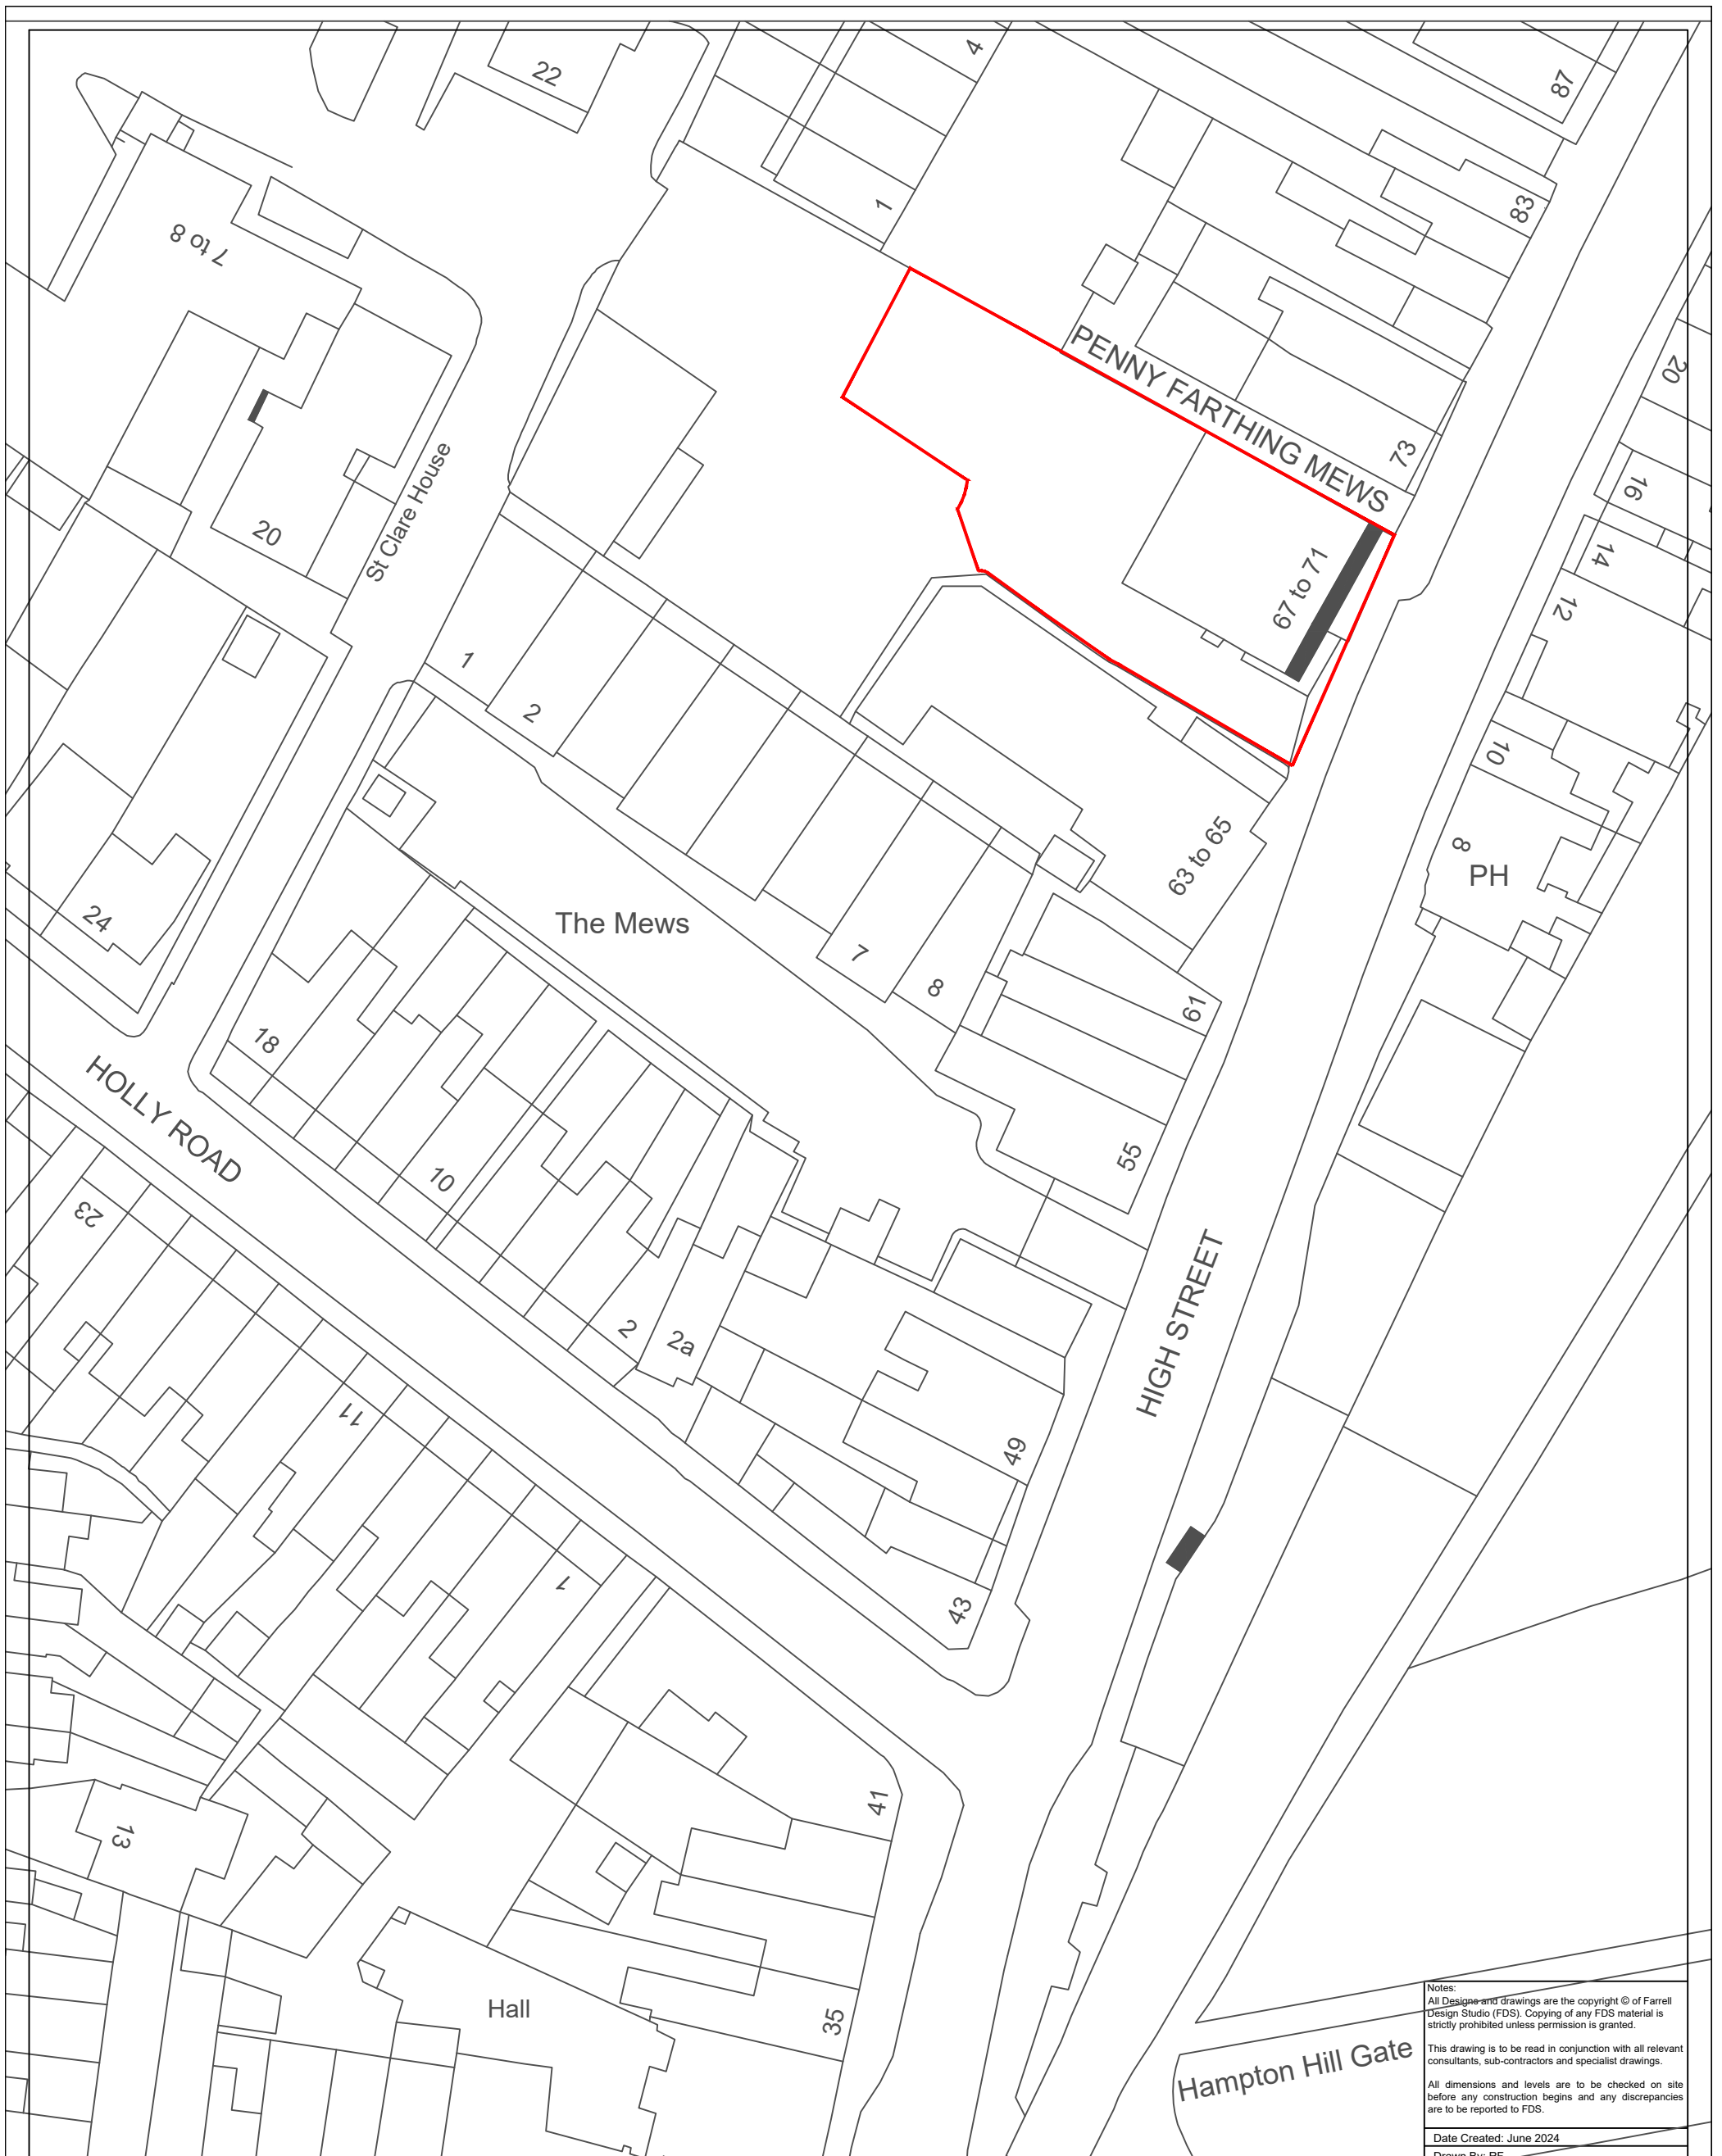 22
4
87
1
83
7 to 8
PENNY FARTHING MEWS
20
73
16
St Clare House
20
14
67 to 71
12
1
2
10
63 to 65
8
PH
24
The Mews
7
8
61
18
HOLLY ROAD
10
55
23
HIGH STREET
2
2a
11
49
1
43
41
13
Hall
35
Hampton Hill Gate
Notes:
All Designs and drawings are the copyright © of Farrell
Design Studio (FDS). Copying of any FDS material is
strictly prohibited unless permission is granted.
This drawing is to be read in conjunction with all relevant
consultants, sub-contractors and specialist drawings.
All dimensions and levels are to be checked on site
before any construction begins and any discrepancies
are to be reported to FDS.
Date Created: June 2024